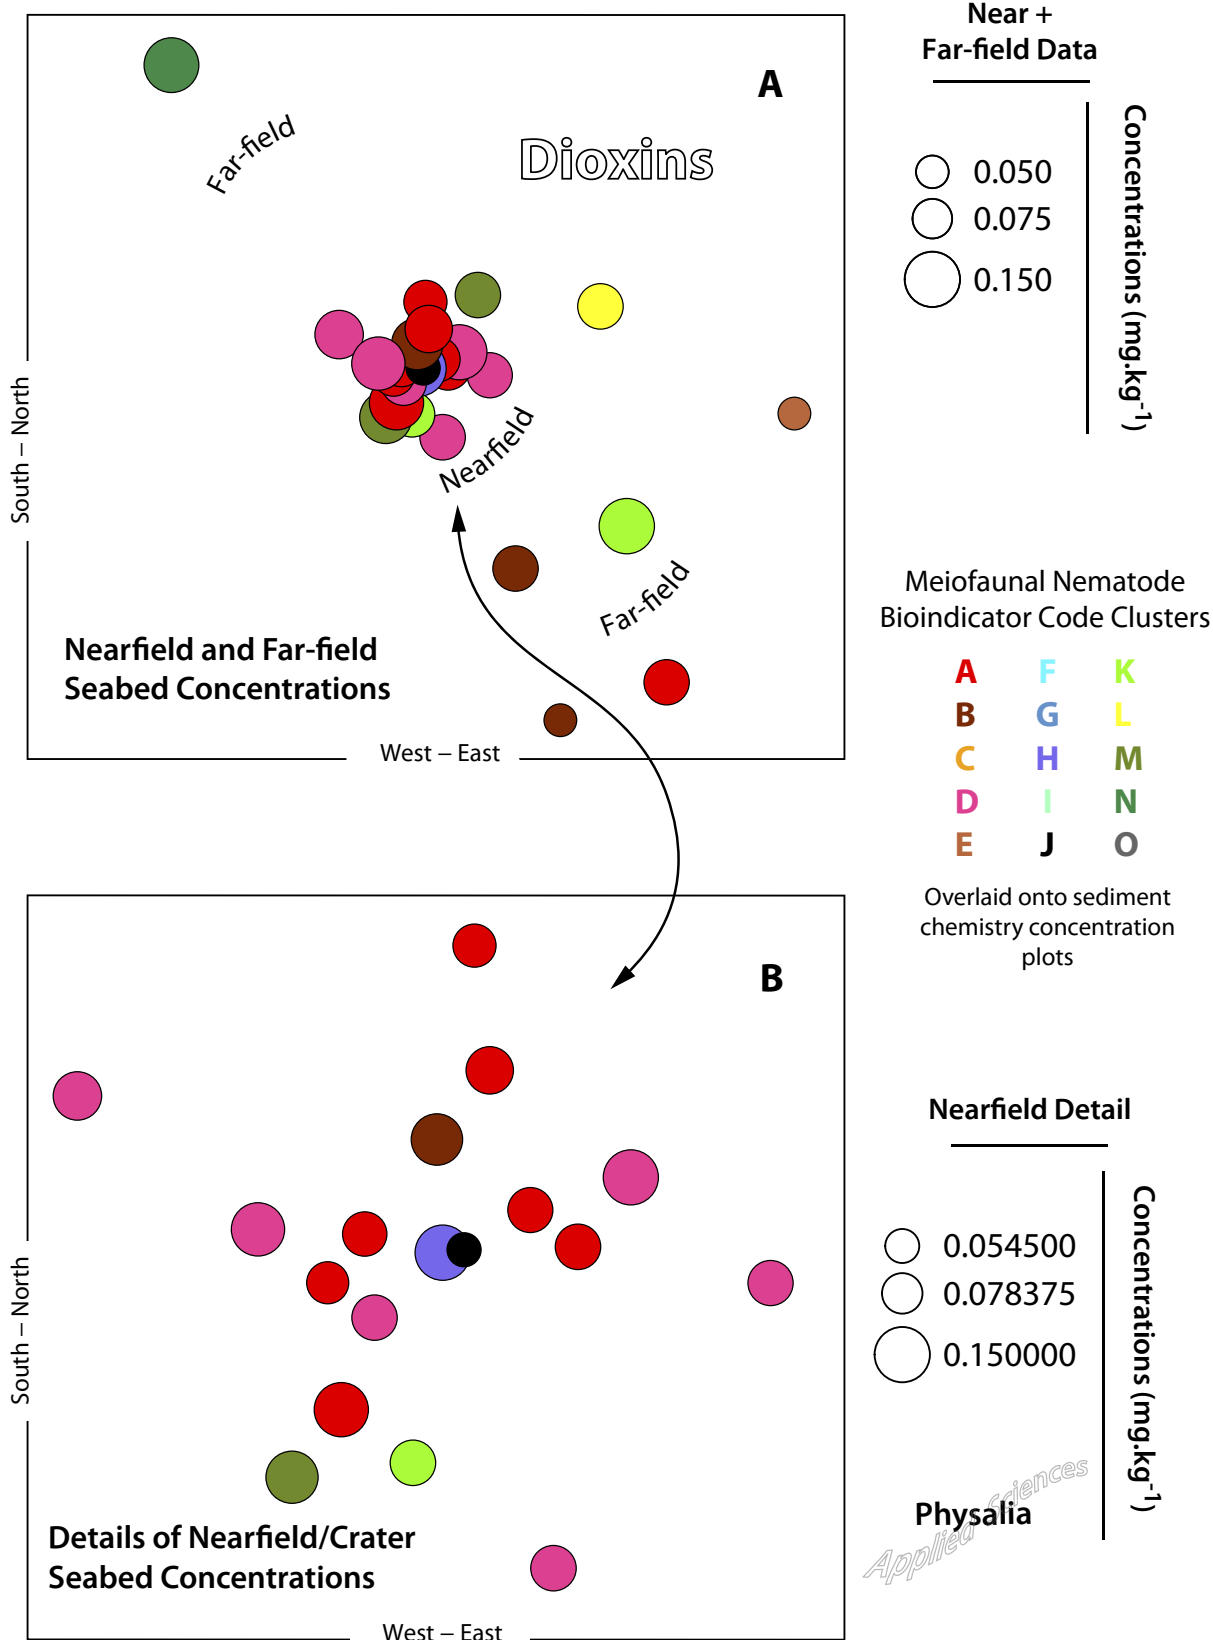 A
Far-field
Dioxins
Nearfield
Far-field
Nearfield and Far-field
Seabed Concentrations
South – North
West – East
Near +
Far-field Data
0.050
0.075
0.150
Concentrations (mg.kg⁻¹)
Meiofaunal Nematode
Bioindicator Code Clusters
A F K
B G L
C H M
D I N
E J O
Overlaid onto sediment
chemistry concentration
plots
B
Details of Nearfield/Crater
Seabed Concentrations
South – North
West – East
Nearfield Detail
0.054500
0.078375
0.150000
Concentrations (mg.kg⁻¹)
Physalia
Applied Sciences